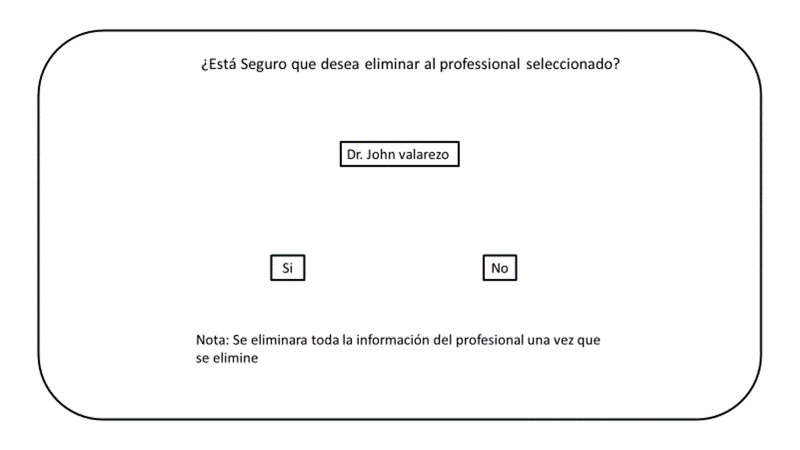 ¿Está Seguro que desea eliminar al professional seleccionado?
Dr. John valarezo
Si
No
Nota: Se eliminara toda la información del profesional una vez que
se elimine